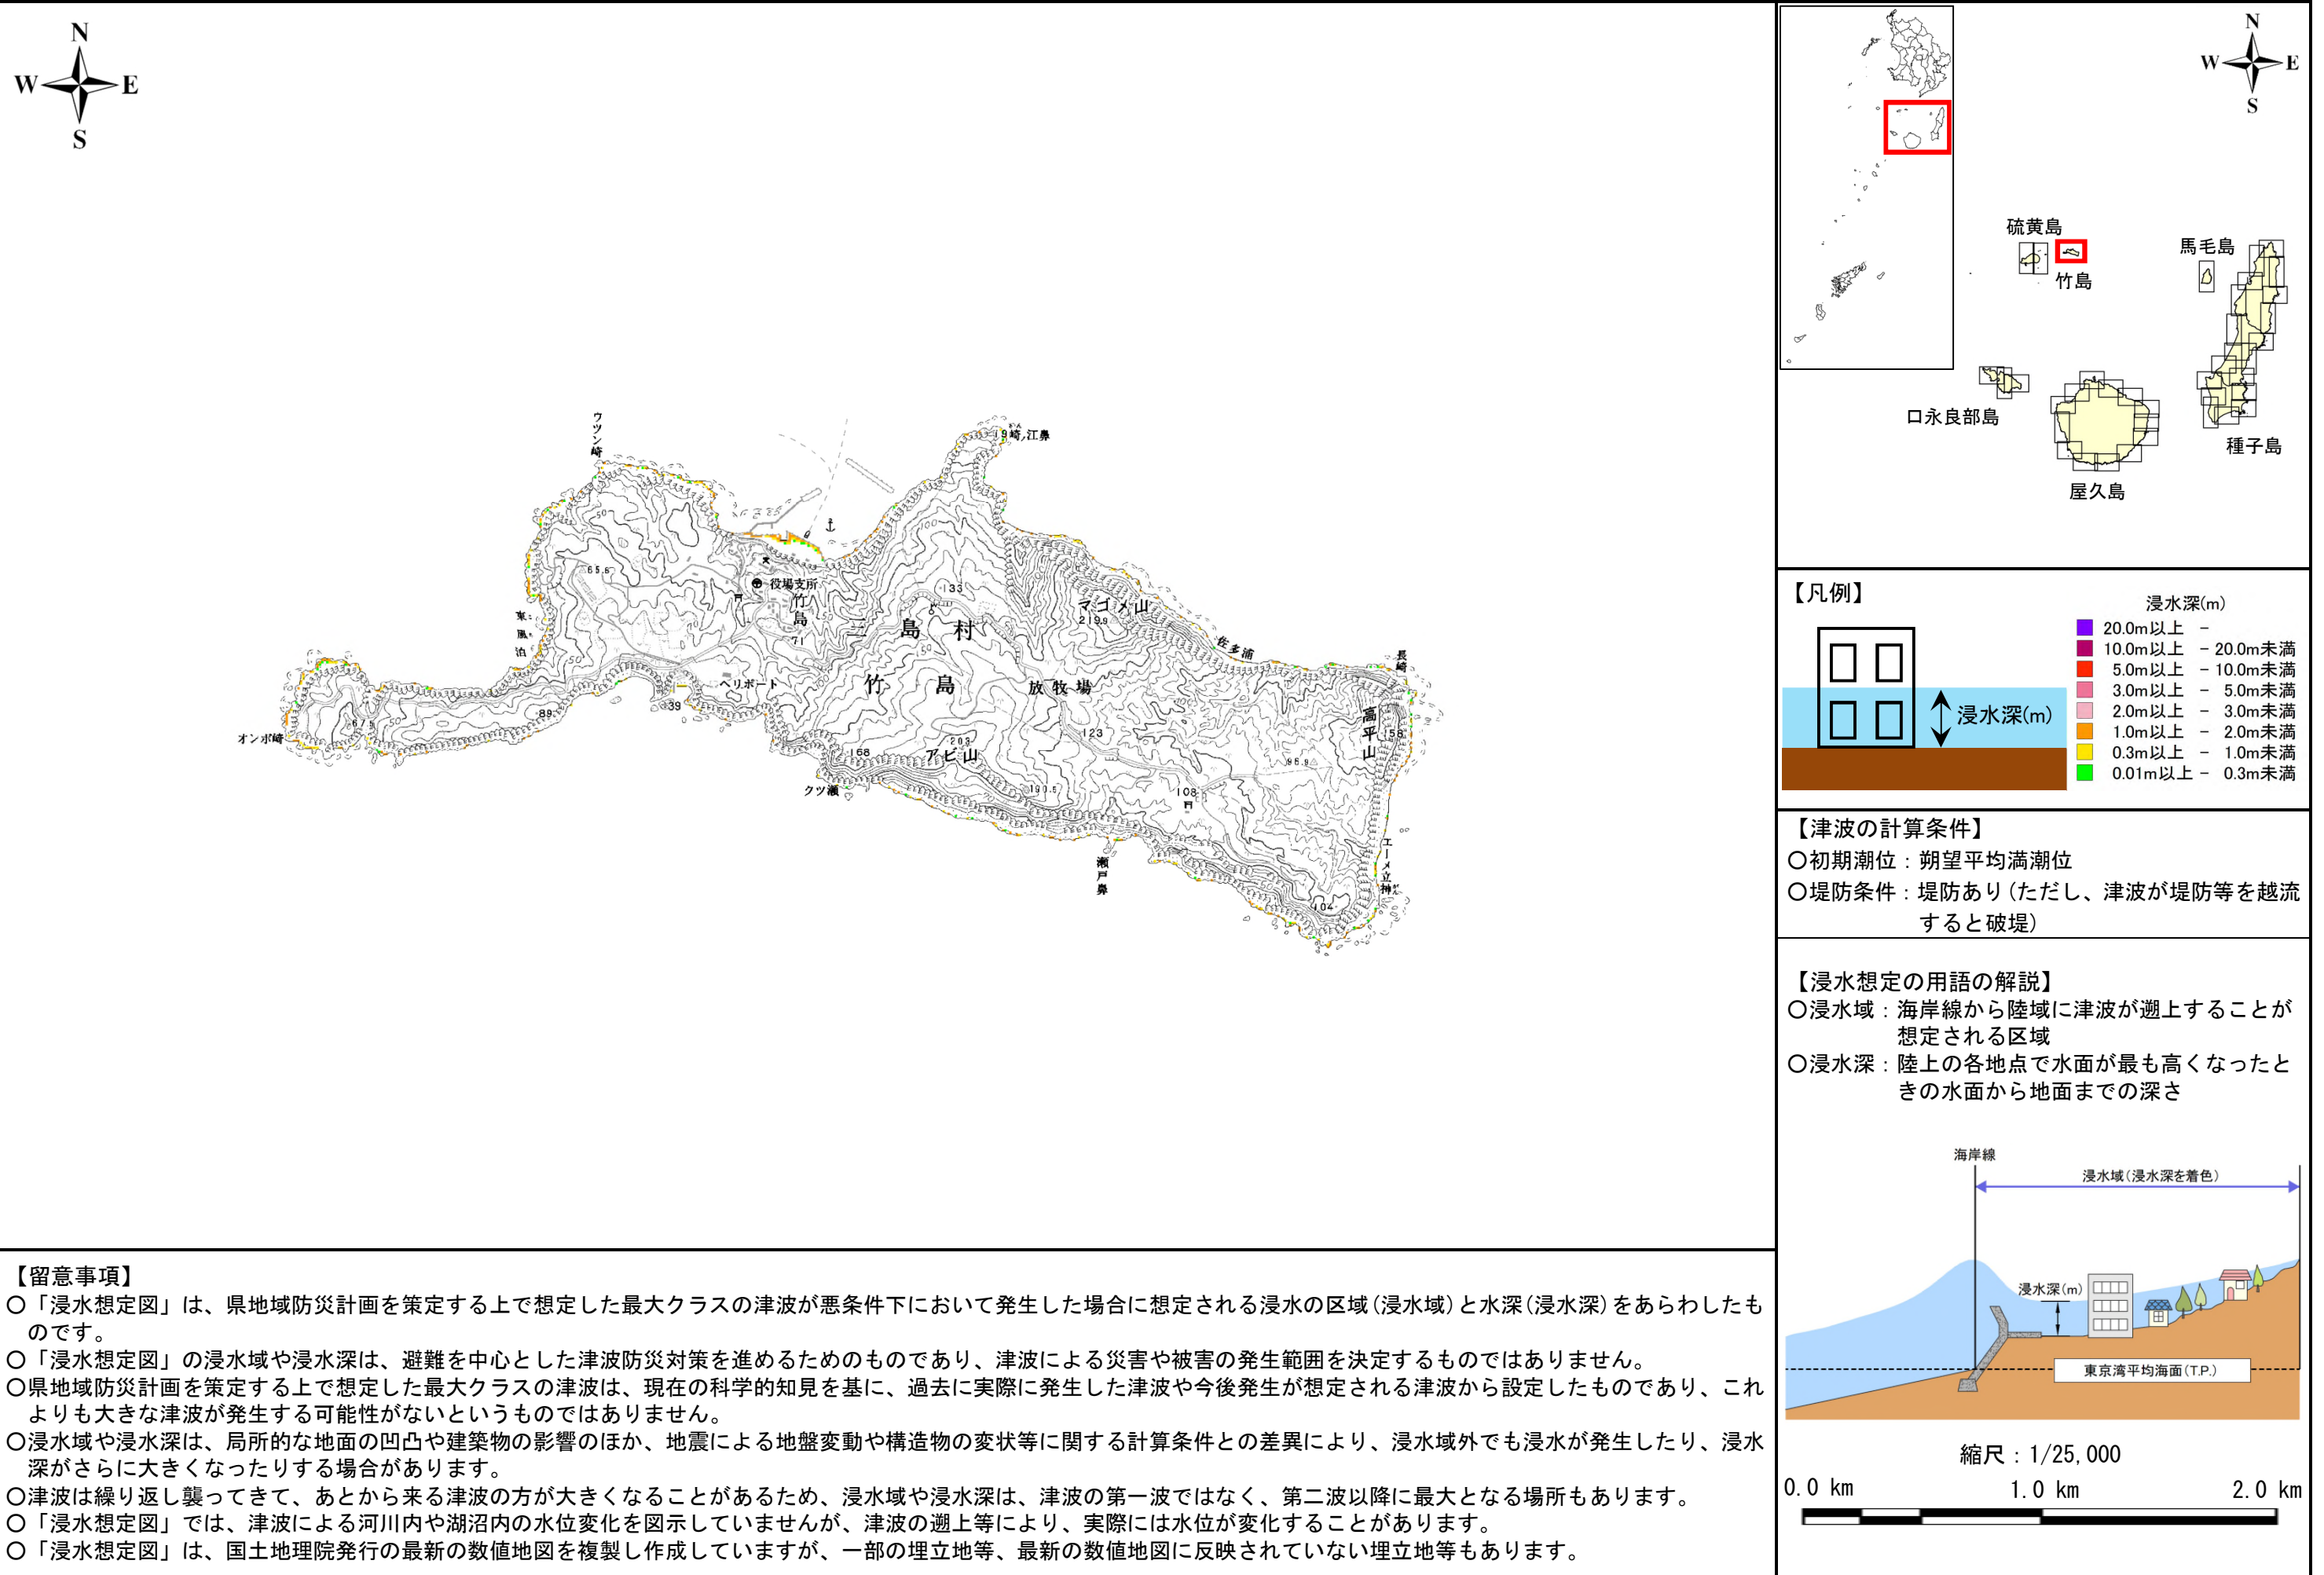 N
W E
S
ウツン崎
19 崎ノ江鼻
50
65.6
役場支所
竹島
71
133
マゴメ山
219.9
三島村
佐多浦
長崎
東風泊
50
50
ヘリポート
竹島
放牧場
高平山
158
39
89
67.5
50
オンボ崎
168
203
アビ山
123
95.9
クツ瀬
190.5
108
瀬戸鼻
エーメ立神
104
100
50
N
W E
S
硫黄島
竹島
馬毛島
口永良部島
種子島
屋久島
【凡例】
浸水深(m)
20.0m以上 -
10.0m以上 - 20.0m未満
5.0m以上 - 10.0m未満
3.0m以上 - 5.0m未満
2.0m以上 - 3.0m未満
1.0m以上 - 2.0m未満
0.3m以上 - 1.0m未満
0.01m以上 - 0.3m未満
浸水深(m)
【津波の計算条件】
○初期潮位：朔望平均満潮位
○堤防条件：堤防あり(ただし、津波が堤防等を越流
すると破堤)
【浸水想定の用語の解説】
○浸水域：海岸線から陸域に津波が遡上することが
想定される区域
○浸水深：陸上の各地点で水面が最も高くなったと
きの水面から地面までの深さ
海岸線
浸水域(浸水深を着色)
浸水深(m)
東京湾平均海面(T.P.)
縮尺：1/25,000
0.0 km 1.0 km 2.0 km
【留意事項】
○「浸水想定図」は、県地域防災計画を策定する上で想定した最大クラスの津波が悪条件下において発生した場合に想定される浸水の区域(浸水域)と水深(浸水深)をあらわしたも
のです。
○「浸水想定図」の浸水域や浸水深は、避難を中心とした津波防災対策を進めるためのものであり、津波による災害や被害の発生範囲を決定するものではありません。
○県地域防災計画を策定する上で想定した最大クラスの津波は、現在の科学的知見を基に、過去に実際に発生した津波や今後発生が想定される津波から設定したものであり、これ
よりも大きな津波が発生する可能性がないというものではありません。
○浸水域や浸水深は、局所的な地面の凹凸や建築物の影響のほか、地震による地盤変動や構造物の変状等に関する計算条件との差異により、浸水域外でも浸水が発生したり、浸水
深がさらに大きくなったりする場合があります。
○津波は繰り返し襲ってきて、あとから来る津波の方が大きくなることがあるため、浸水域や浸水深は、津波の第一波ではなく、第二波以降に最大となる場所もあります。
○「浸水想定図」では、津波による河川内や湖沼内の水位変化を図示していませんが、津波の遡上等により、実際には水位が変化することがあります。
○「浸水想定図」は、国土地理院発行の最新の数値地図を複製し作成していますが、一部の埋立地等、最新の数値地図に反映されていない埋立地等もあります。